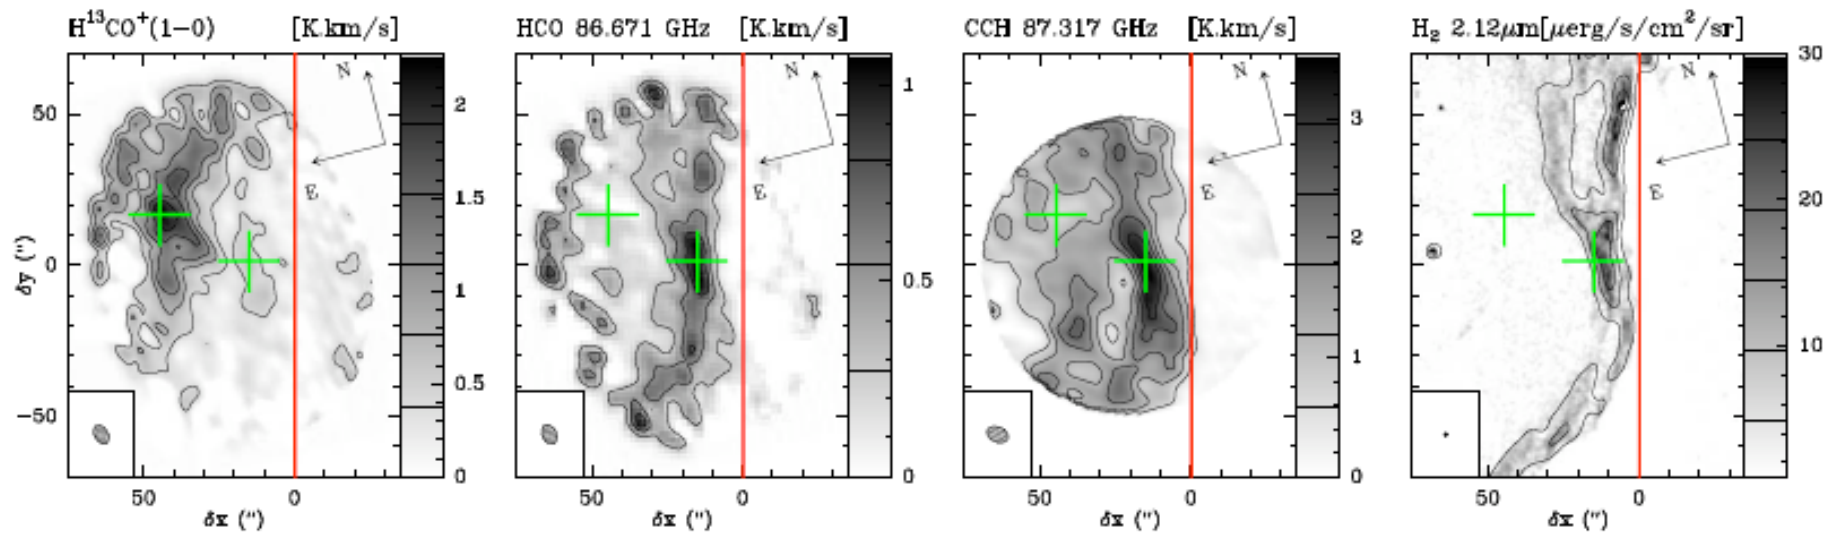 H¹³CO⁺(1−0) [K.km/s]
HCO 86.671 GHz [K.km/s]
CCH 87.317 GHz [K.km/s]
H₂ 2.12μm[μerg/s/cm²/sr]
N
E
N
E
N
E
N
E
δy (")
50
0
−50
2
1.5
1
0.5
0
1
0.5
0
3
2
1
0
30
20
10
50 0
50 0
50 0
50 0
δx (")
δx (")
δx (")
δx (")